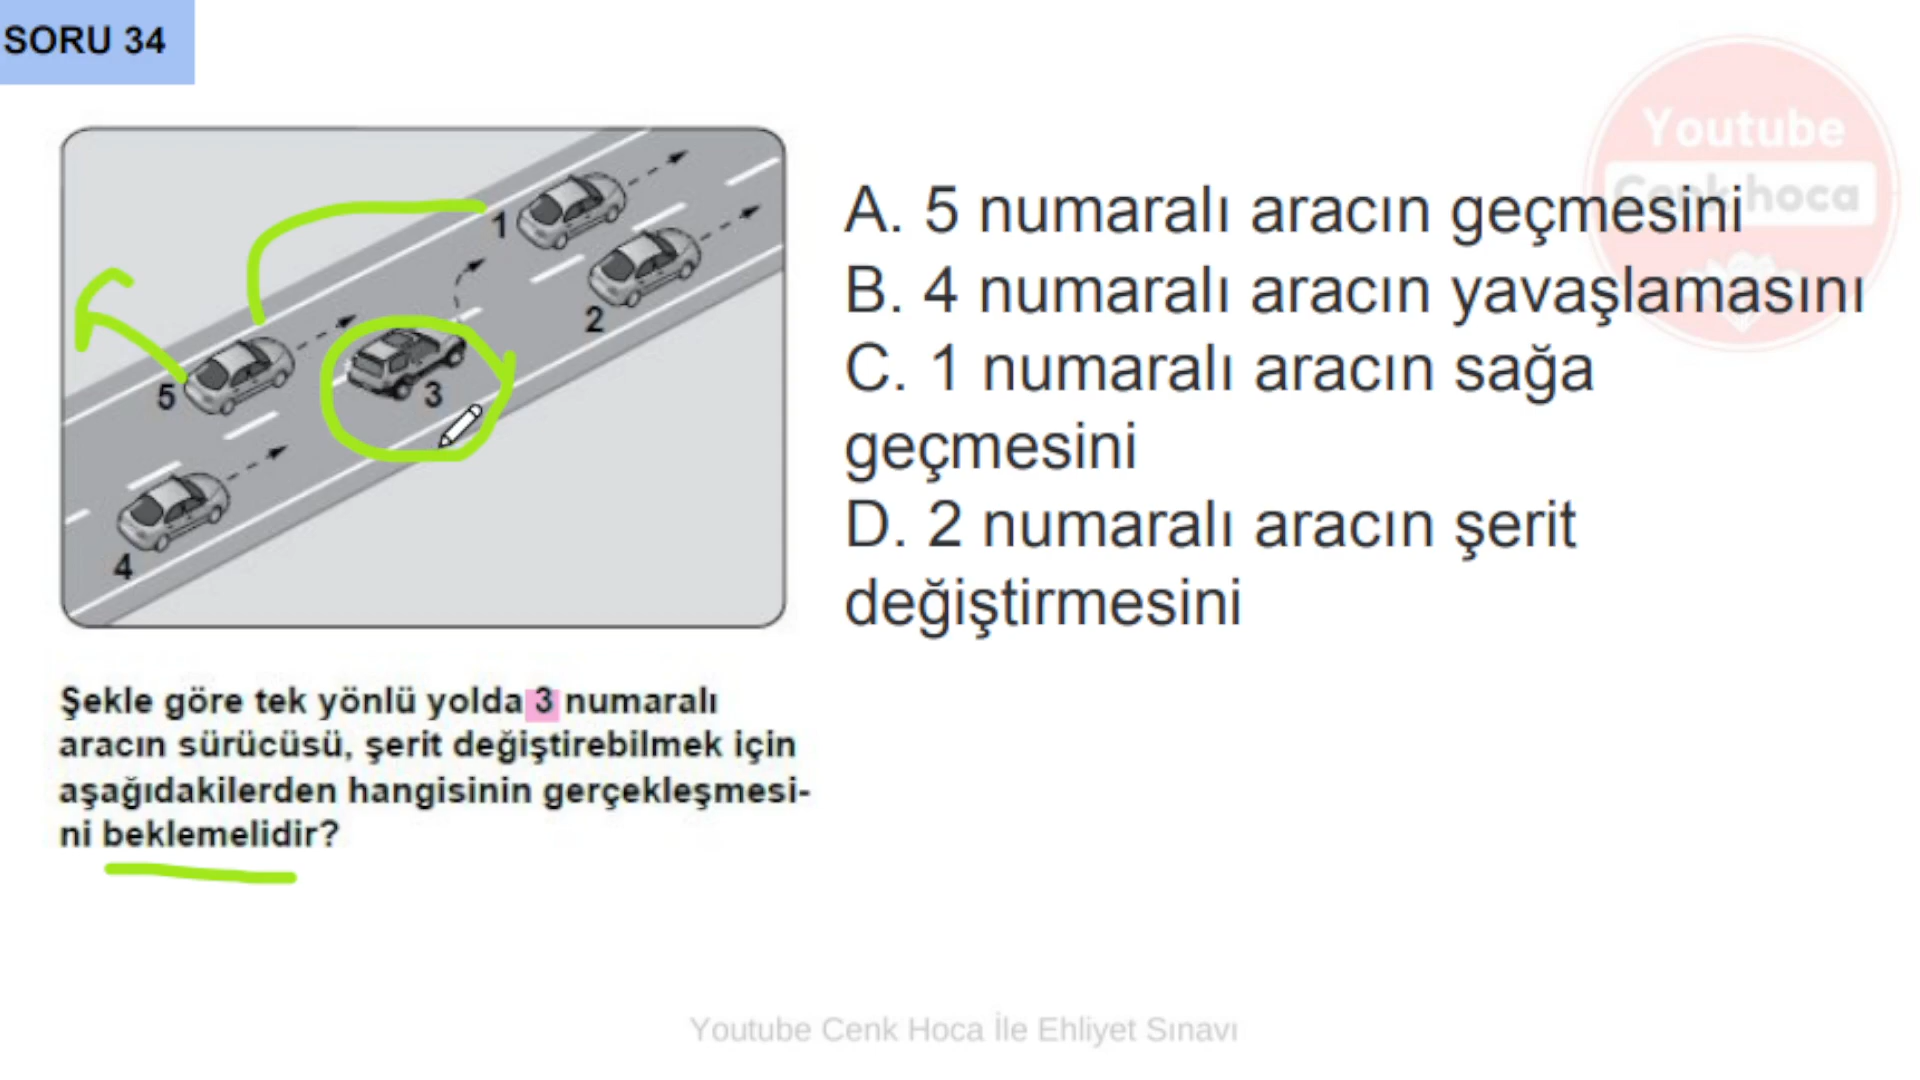 SORU 34
Youtube
Cenk hoca
1
2
3
5
4
A. 5 numaralı aracın geçmesini
B. 4 numaralı aracın yavaşlamasını
C. 1 numaralı aracın sağa
geçmesini
D. 2 numaralı aracın şerit
değiştirmesini
Şekle göre tek yönlü yolda 3 numaralı
aracın sürücüsü, şerit değiştirebilmek için
aşağıdakilerden hangisinin gerçekleşmesi-
ni beklemelidir?
Youtube Cenk Hoca İle Ehliyet Sınavı